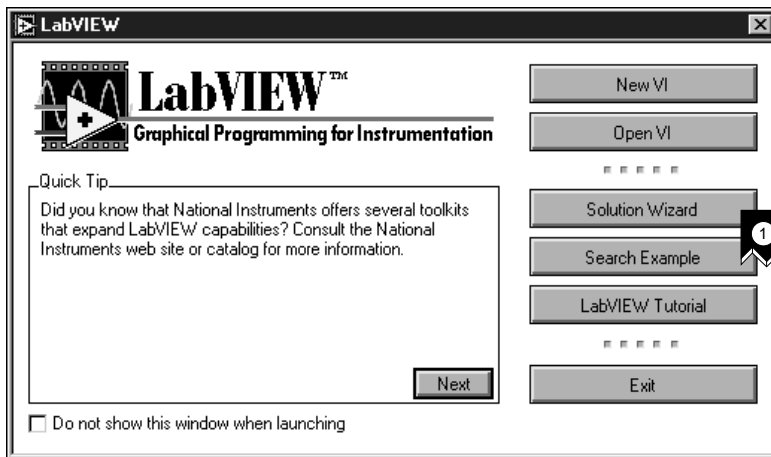 LabVIEW
LabVIEW™
Graphical Programming for Instrumentation
Quick Tip
Did you know that National Instruments offers several toolkits
that expand LabVIEW capabilities? Consult the National
Instruments web site or catalog for more information.
Next
Do not show this window when launching
New VI
Open VI
Solution Wizard
1
Search Example
LabVIEW Tutorial
Exit